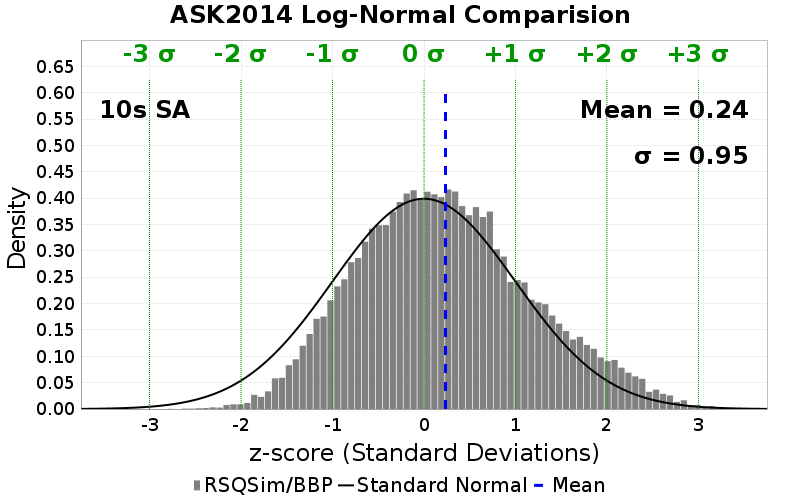 ASK2014 Log-Normal Comparision
-3 σ -2 σ -1 σ 0 σ +1 σ +2 σ +3 σ
10s SA
Mean = 0.24
σ = 0.95
Density
0.65
0.60
0.55
0.50
0.45
0.40
0.35
0.30
0.25
0.20
0.15
0.10
0.05
0.00
-3 -2 -1 0 1 2 3
z-score (Standard Deviations)
RSQSim/BBP Standard Normal Mean